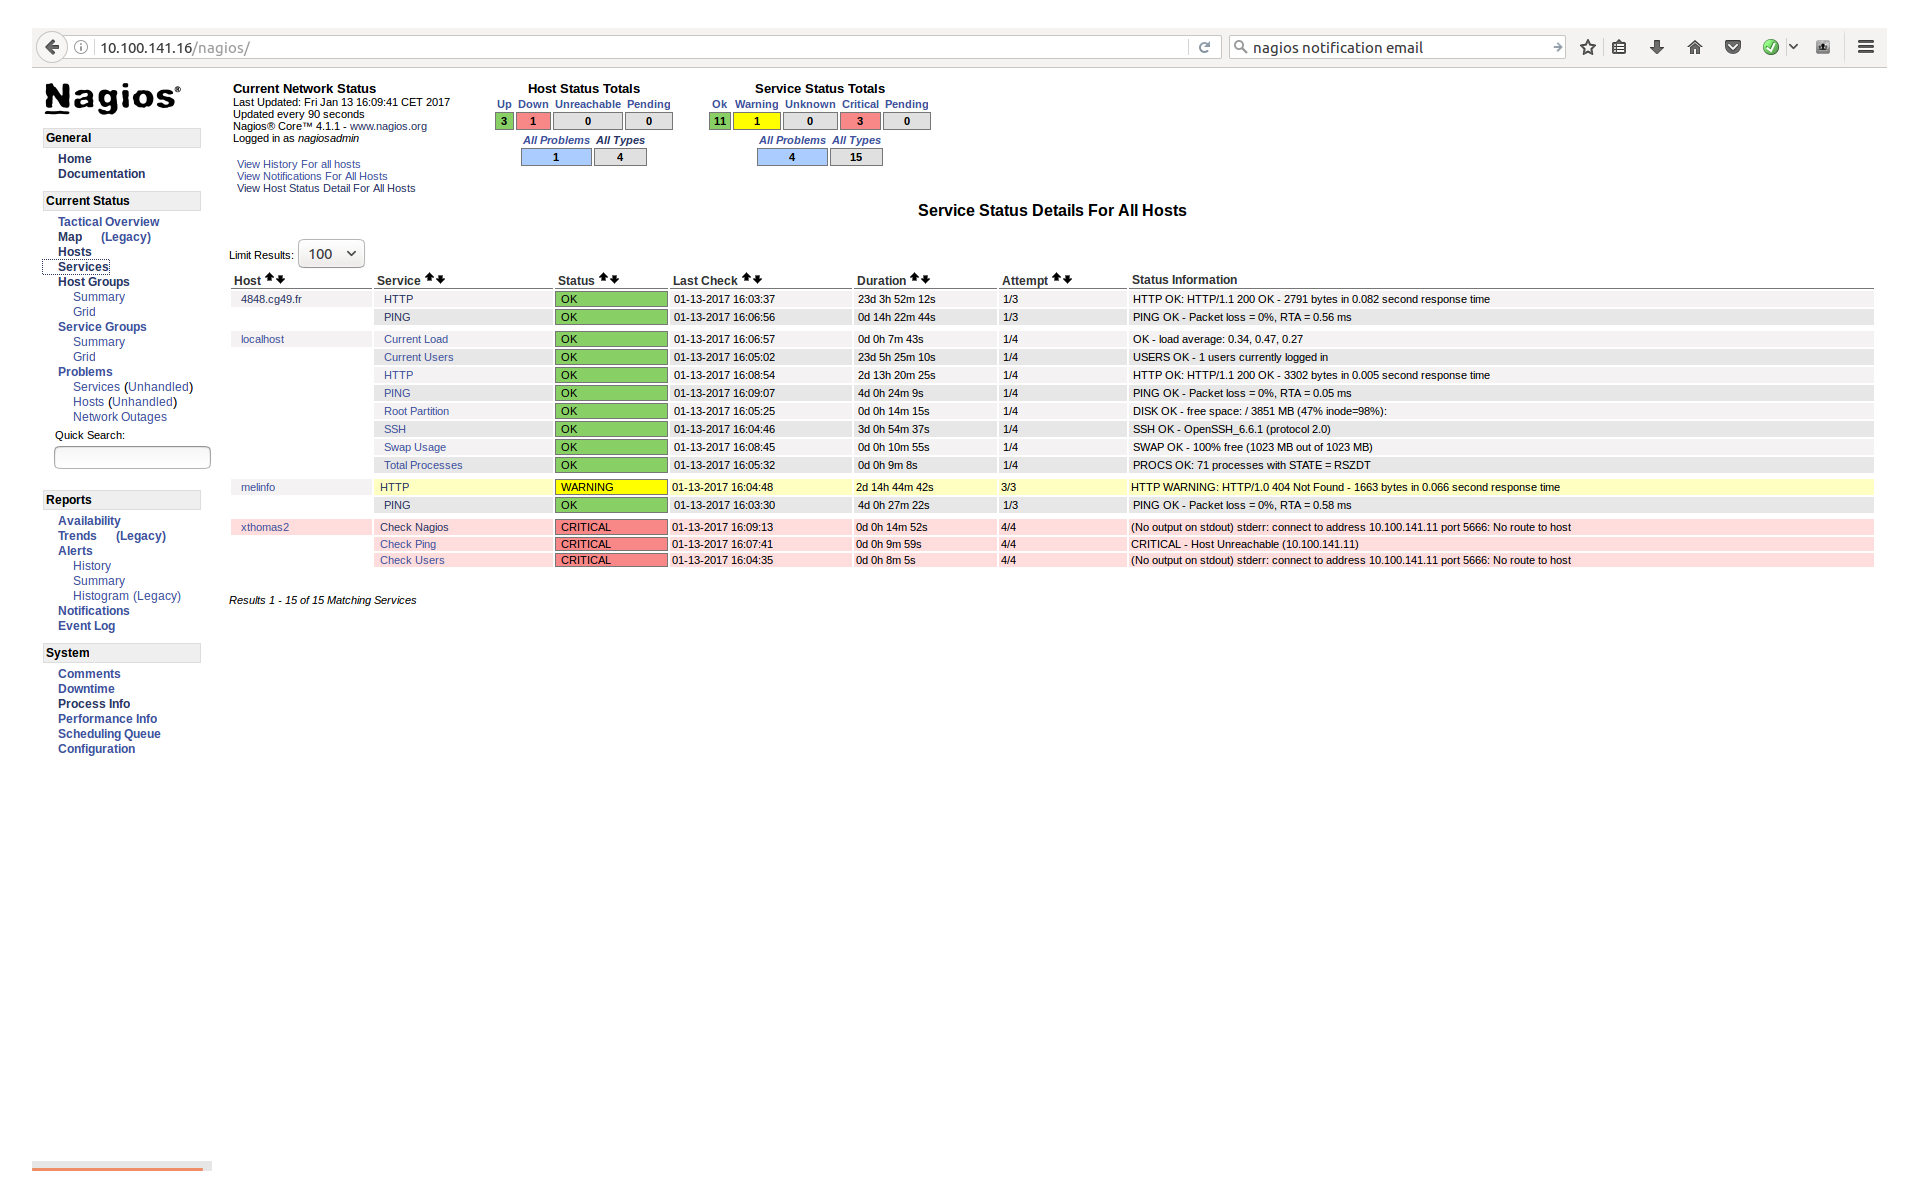 10.100.141.16/nagios/
nagios notification email
Nagios®
General
Home
Documentation
Current Status
Tactical Overview
Map (Legacy)
Hosts
Services
Host Groups
Summary
Grid
Service Groups
Summary
Grid
Problems
Services (Unhandled)
Hosts (Unhandled)
Network Outages
Quick Search:
Reports
Availability
Trends (Legacy)
Alerts
History
Summary
Histogram (Legacy)
Notifications
Event Log
System
Comments
Downtime
Process Info
Performance Info
Scheduling Queue
Configuration
Current Network Status
Last Updated: Fri Jan 13 16:09:41 CET 2017
Updated every 90 seconds
Nagios® Core™ 4.1.1 - www.nagios.org
Logged in as nagiosadmin
View History For all hosts
View Notifications For All Hosts
View Host Status Detail For All Hosts
Host Status Totals
Up Down Unreachable Pending
3 1 0 0
All Problems All Types
1 4
Service Status Totals
Ok Warning Unknown Critical Pending
11 1 0 3 0
All Problems All Types
4 15
Service Status Details For All Hosts
Limit Results: 100
Host Service Status Last Check Duration Attempt Status Information
4848.cg49.fr HTTP OK 01-13-2017 16:03:37 23d 3h 52m 12s 1/3 HTTP OK: HTTP/1.1 200 OK - 2791 bytes in 0.082 second response time
PING OK 01-13-2017 16:06:56 0d 14h 22m 44s 1/3 PING OK - Packet loss = 0%, RTA = 0.56 ms
localhost Current Load OK 01-13-2017 16:06:57 0d 0h 7m 43s 1/4 OK - load average: 0.34, 0.47, 0.27
Current Users OK 01-13-2017 16:05:02 23d 5h 25m 10s 1/4 USERS OK - 1 users currently logged in
HTTP OK 01-13-2017 16:08:54 2d 13h 20m 25s 1/4 HTTP OK: HTTP/1.1 200 OK - 3302 bytes in 0.005 second response time
PING OK 01-13-2017 16:09:07 4d 0h 24m 9s 1/4 PING OK - Packet loss = 0%, RTA = 0.05 ms
Root Partition OK 01-13-2017 16:05:25 0d 0h 14m 15s 1/4 DISK OK - free space: / 3851 MB (47% inode=98%):
SSH OK 01-13-2017 16:04:46 3d 0h 54m 37s 1/4 SSH OK - OpenSSH_6.6.1 (protocol 2.0)
Swap Usage OK 01-13-2017 16:08:45 0d 0h 10m 55s 1/4 SWAP OK - 100% free (1023 MB out of 1023 MB)
Total Processes OK 01-13-2017 16:05:32 0d 0h 9m 8s 1/4 PROCS OK: 71 processes with STATE = RSZDT
melinfo HTTP WARNING 01-13-2017 16:04:48 2d 14h 44m 42s 3/3 HTTP WARNING: HTTP/1.0 404 Not Found - 1663 bytes in 0.066 second response time
PING OK 01-13-2017 16:03:30 4d 0h 27m 22s 1/3 PING OK - Packet loss = 0%, RTA = 0.58 ms
xthomas2 Check Nagios CRITICAL 01-13-2017 16:09:13 0d 0h 14m 52s 4/4 (No output on stdout) stderr: connect to address 10.100.141.11 port 5666: No route to host
Check Ping CRITICAL 01-13-2017 16:07:41 0d 0h 9m 59s 4/4 CRITICAL - Host Unreachable (10.100.141.11)
Check Users CRITICAL 01-13-2017 16:04:35 0d 0h 8m 5s 4/4 (No output on stdout) stderr: connect to address 10.100.141.11 port 5666: No route to host
Results 1 - 15 of 15 Matching Services